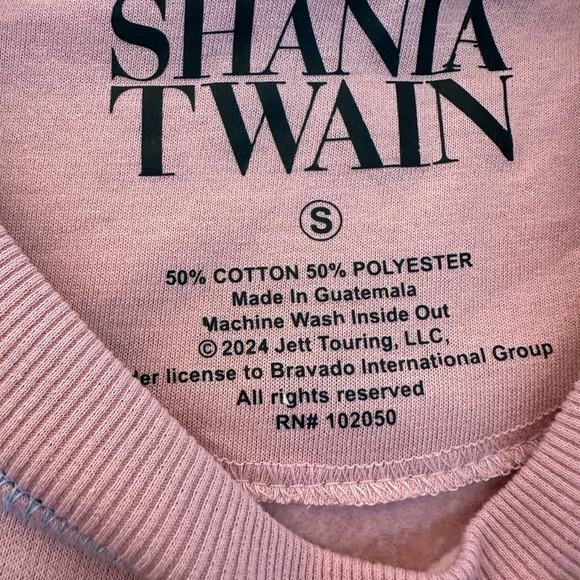 SHANIA
TWAIN
S
50% COTTON 50% POLYESTER
Made In Guatemala
Machine Wash Inside Out
© 2024 Jett Touring, LLC,
license to Bravado International Group
All rights reserved
RN# 102050